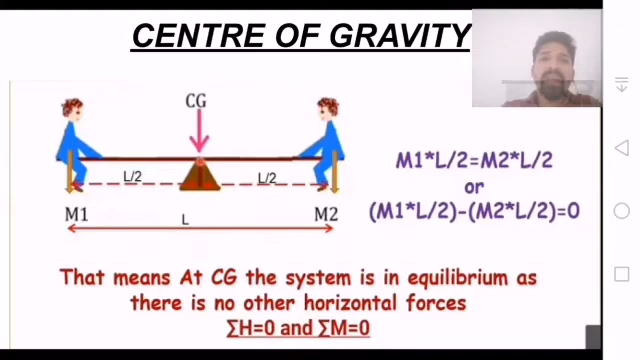 CENTRE OF GRAVITY
CG
L/2
L/2
M1
M2
L
M1*L/2=M2*L/2
or
(M1*L/2)-(M2*L/2)=0
That means At CG the system is in equilibrium as
there is no other horizontal forces
∑H=0 and ∑M=0